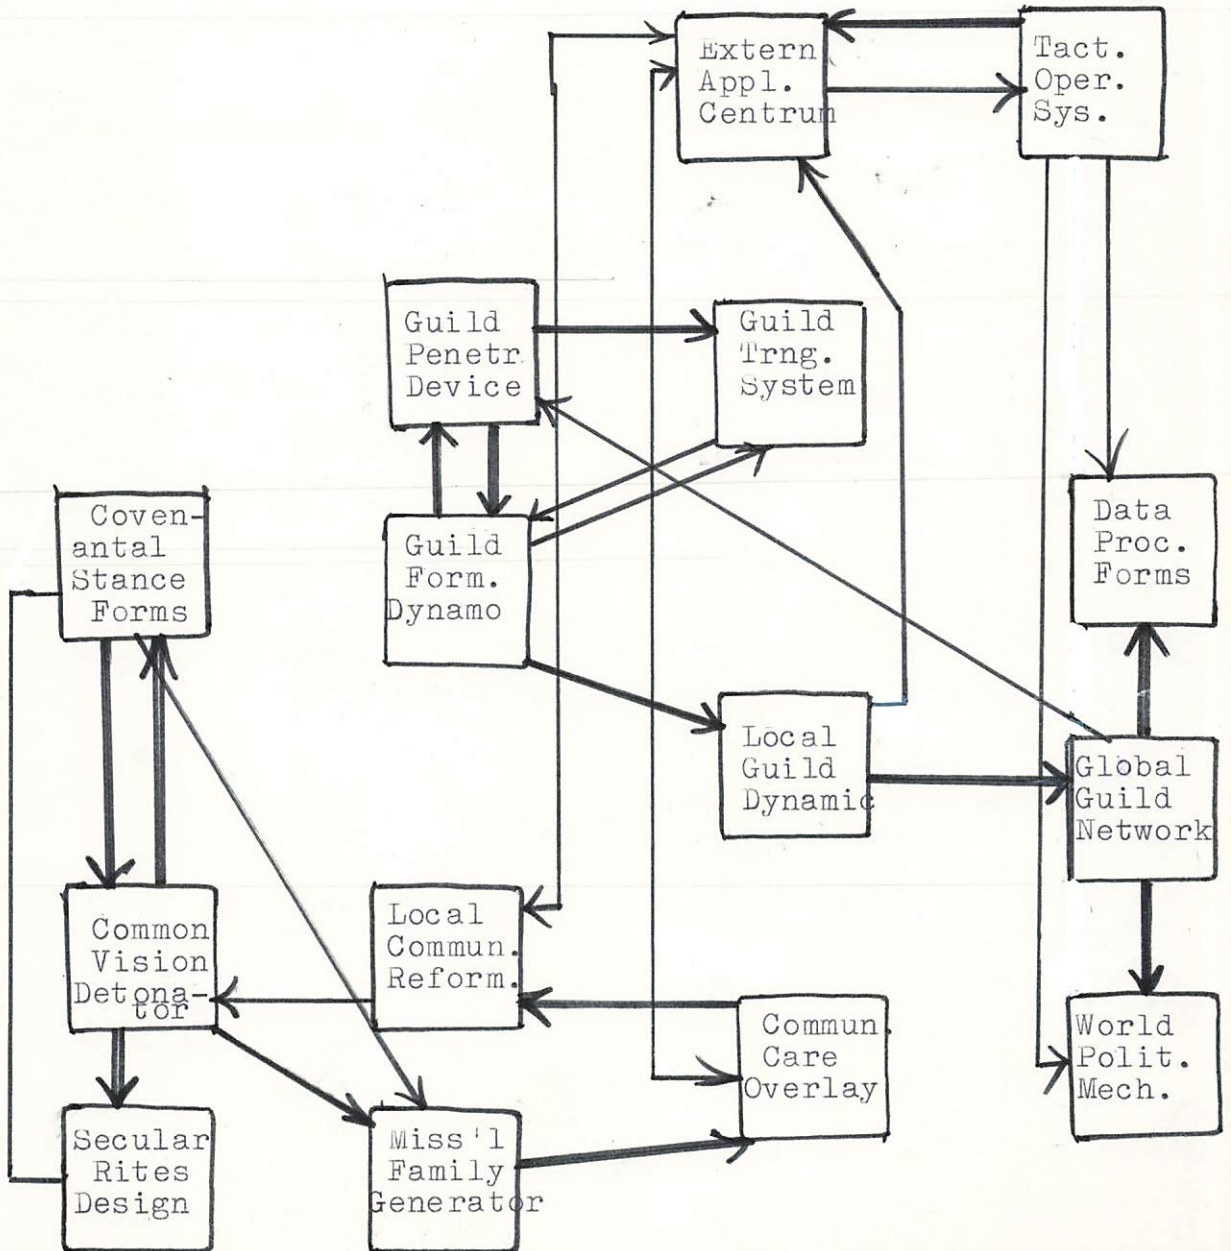 Extern
Appl.
Centrum
Tact.
Oper.
Sys.
Guild
Penetr.
Device
Guild
Trng.
System
Coven-
antal
Stance
Forms
Guild
Form.
Dynamo
Data
Proc.
Forms
Local
Guild
Dynamic
Global
Guild
Network
Common
Vision
Detona-
tor
Local
Commun.
Reform.
Commun.
Care
Overlay
World
Polit.
Mech.
Secular
Rites
Design
Miss'l
Family
Generator